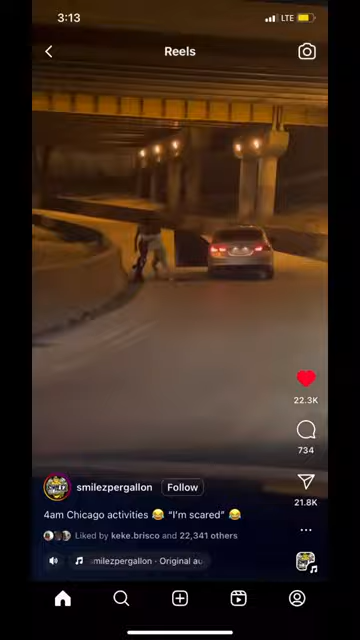 3:13
LTE
Reels
22.3K
734
smilezpergallon Follow
21.8K
4am Chicago activities 😂 "I'm scared" 😂
Liked by keke.brisco and 22,341 others
smilezpergallon · Original au